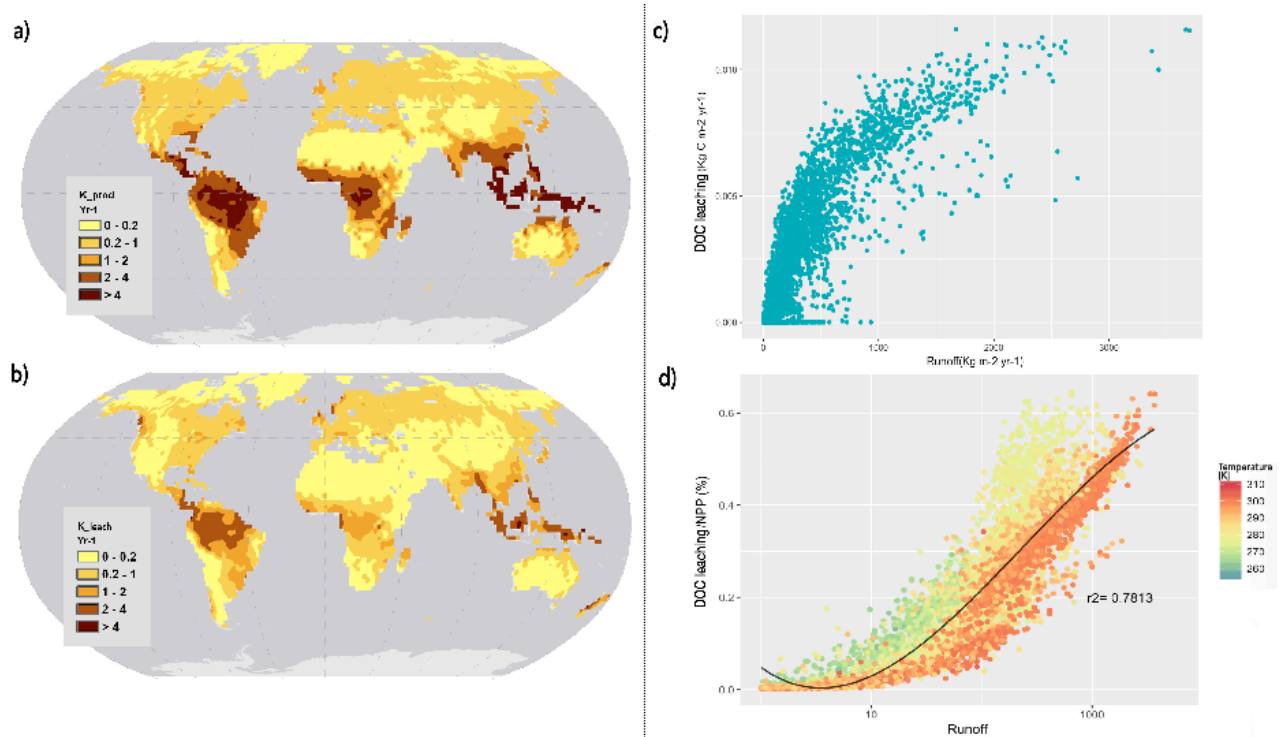 a)
K_prod
Yr-1
0 - 0.2
0.2 - 1
1 - 2
2 - 4
> 4
b)
K_leach
Yr-1
0 - 0.2
0.2 - 1
1 - 2
2 - 4
> 4
c)
DOC leaching(Kg C m-2 yr-1)
0.010
0.005
0.000
0
1000
2000
3000
Runoff(Kg m-2 yr-1)
d)
DOC leaching/NPP (%)
0.6
0.4
0.2
0.0
r2= 0.7813
10
1000
Runoff
Temperature
[K]
310
300
290
280
270
260